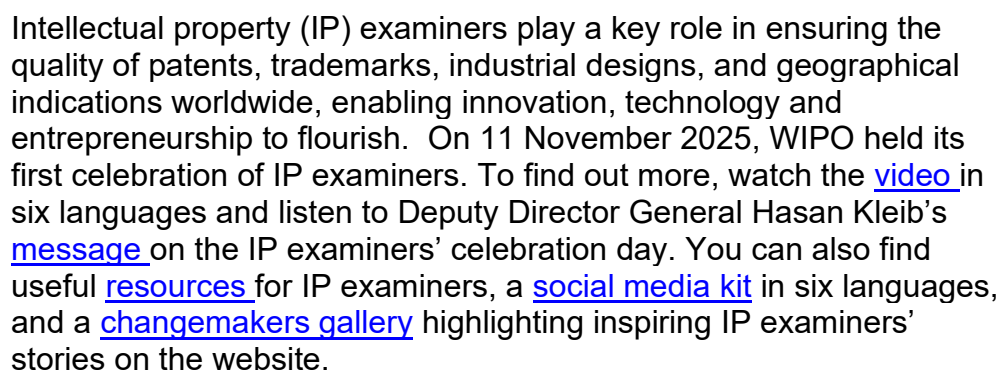 Intellectual property (IP) examiners play a key role in ensuring the
quality of patents, trademarks, industrial designs, and geographical
indications worldwide, enabling innovation, technology and
entrepreneurship to flourish.  On 11 November 2025, WIPO held its
first celebration of IP examiners. To find out more, watch the video in
six languages and listen to Deputy Director General Hasan Kleib’s
message on the IP examiners’ celebration day. You can also find
useful resources for IP examiners, a social media kit in six languages,
and a changemakers gallery highlighting inspiring IP examiners’
stories on the website.